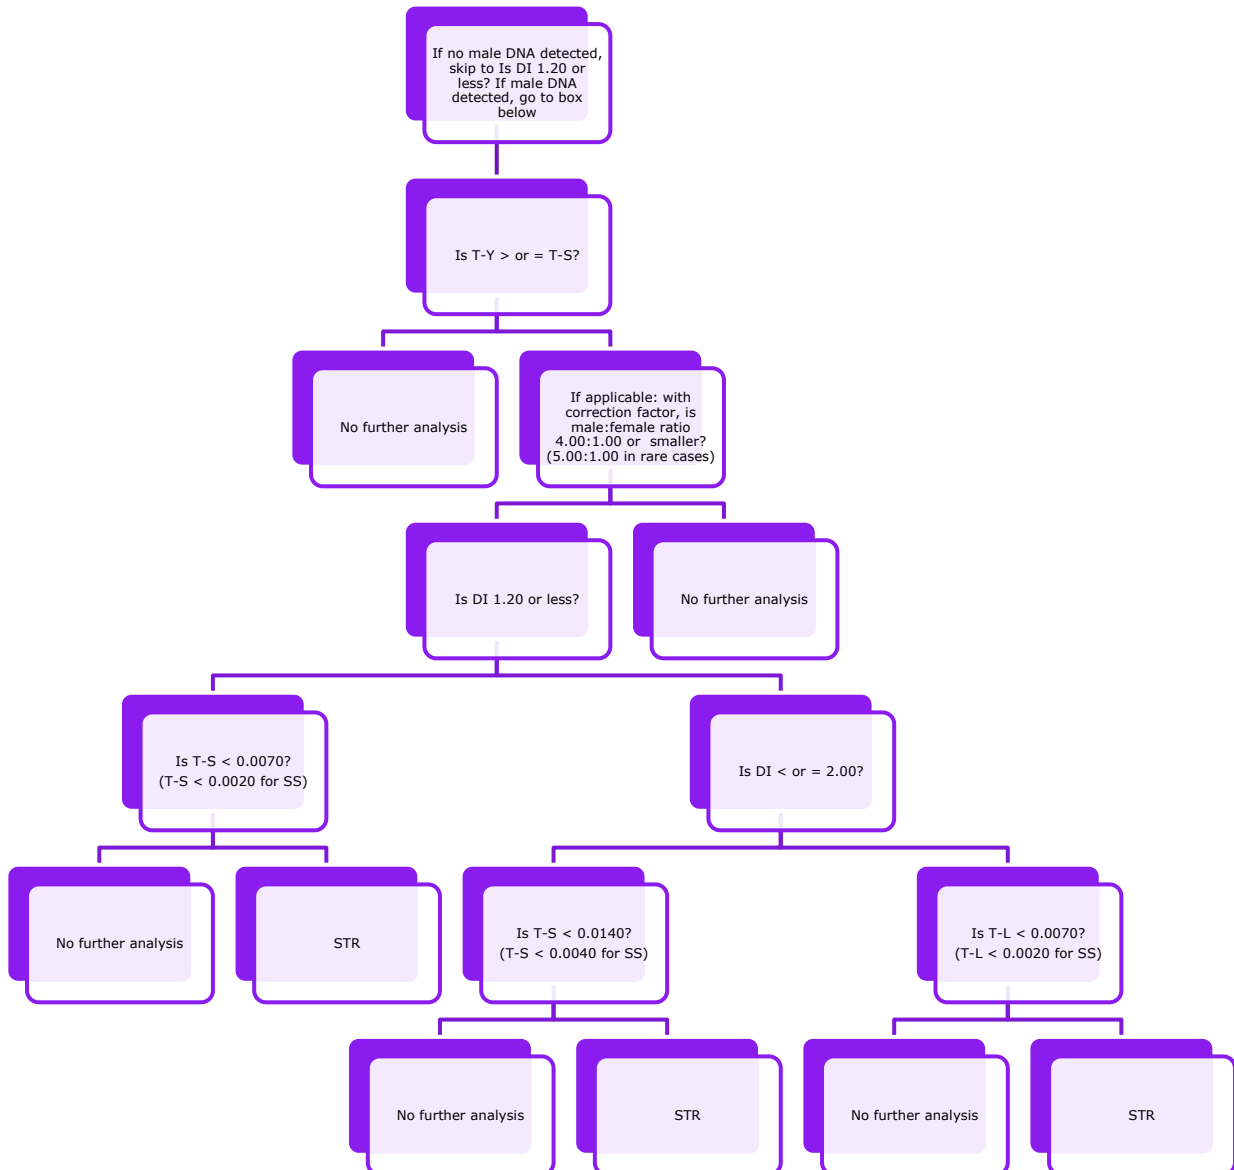 If no male DNA detected,
skip to Is DI 1.20 or
less? If male DNA
detected, go to box
below
Is T-Y > or = T-S?
No further analysis
If applicable: with
correction factor, is
male:female ratio
4.00:1.00 or smaller?
(5.00:1.00 in rare cases)
Is DI 1.20 or less?
No further analysis
Is T-S < 0.0070?
(T-S < 0.0020 for SS)
Is DI < or = 2.00?
No further analysis
STR
Is T-S < 0.0140?
(T-S < 0.0040 for SS)
Is T-L < 0.0070?
(T-L < 0.0020 for SS)
No further analysis
STR
No further analysis
STR